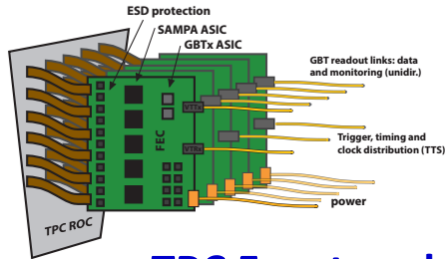 ESD protection
SAMPA ASIC
GBTx ASIC
GBT readout links: data
and monitoring (unidir.)
FEC
Trigger, timing and
clock distribution (TTS)
power
TPC ROC